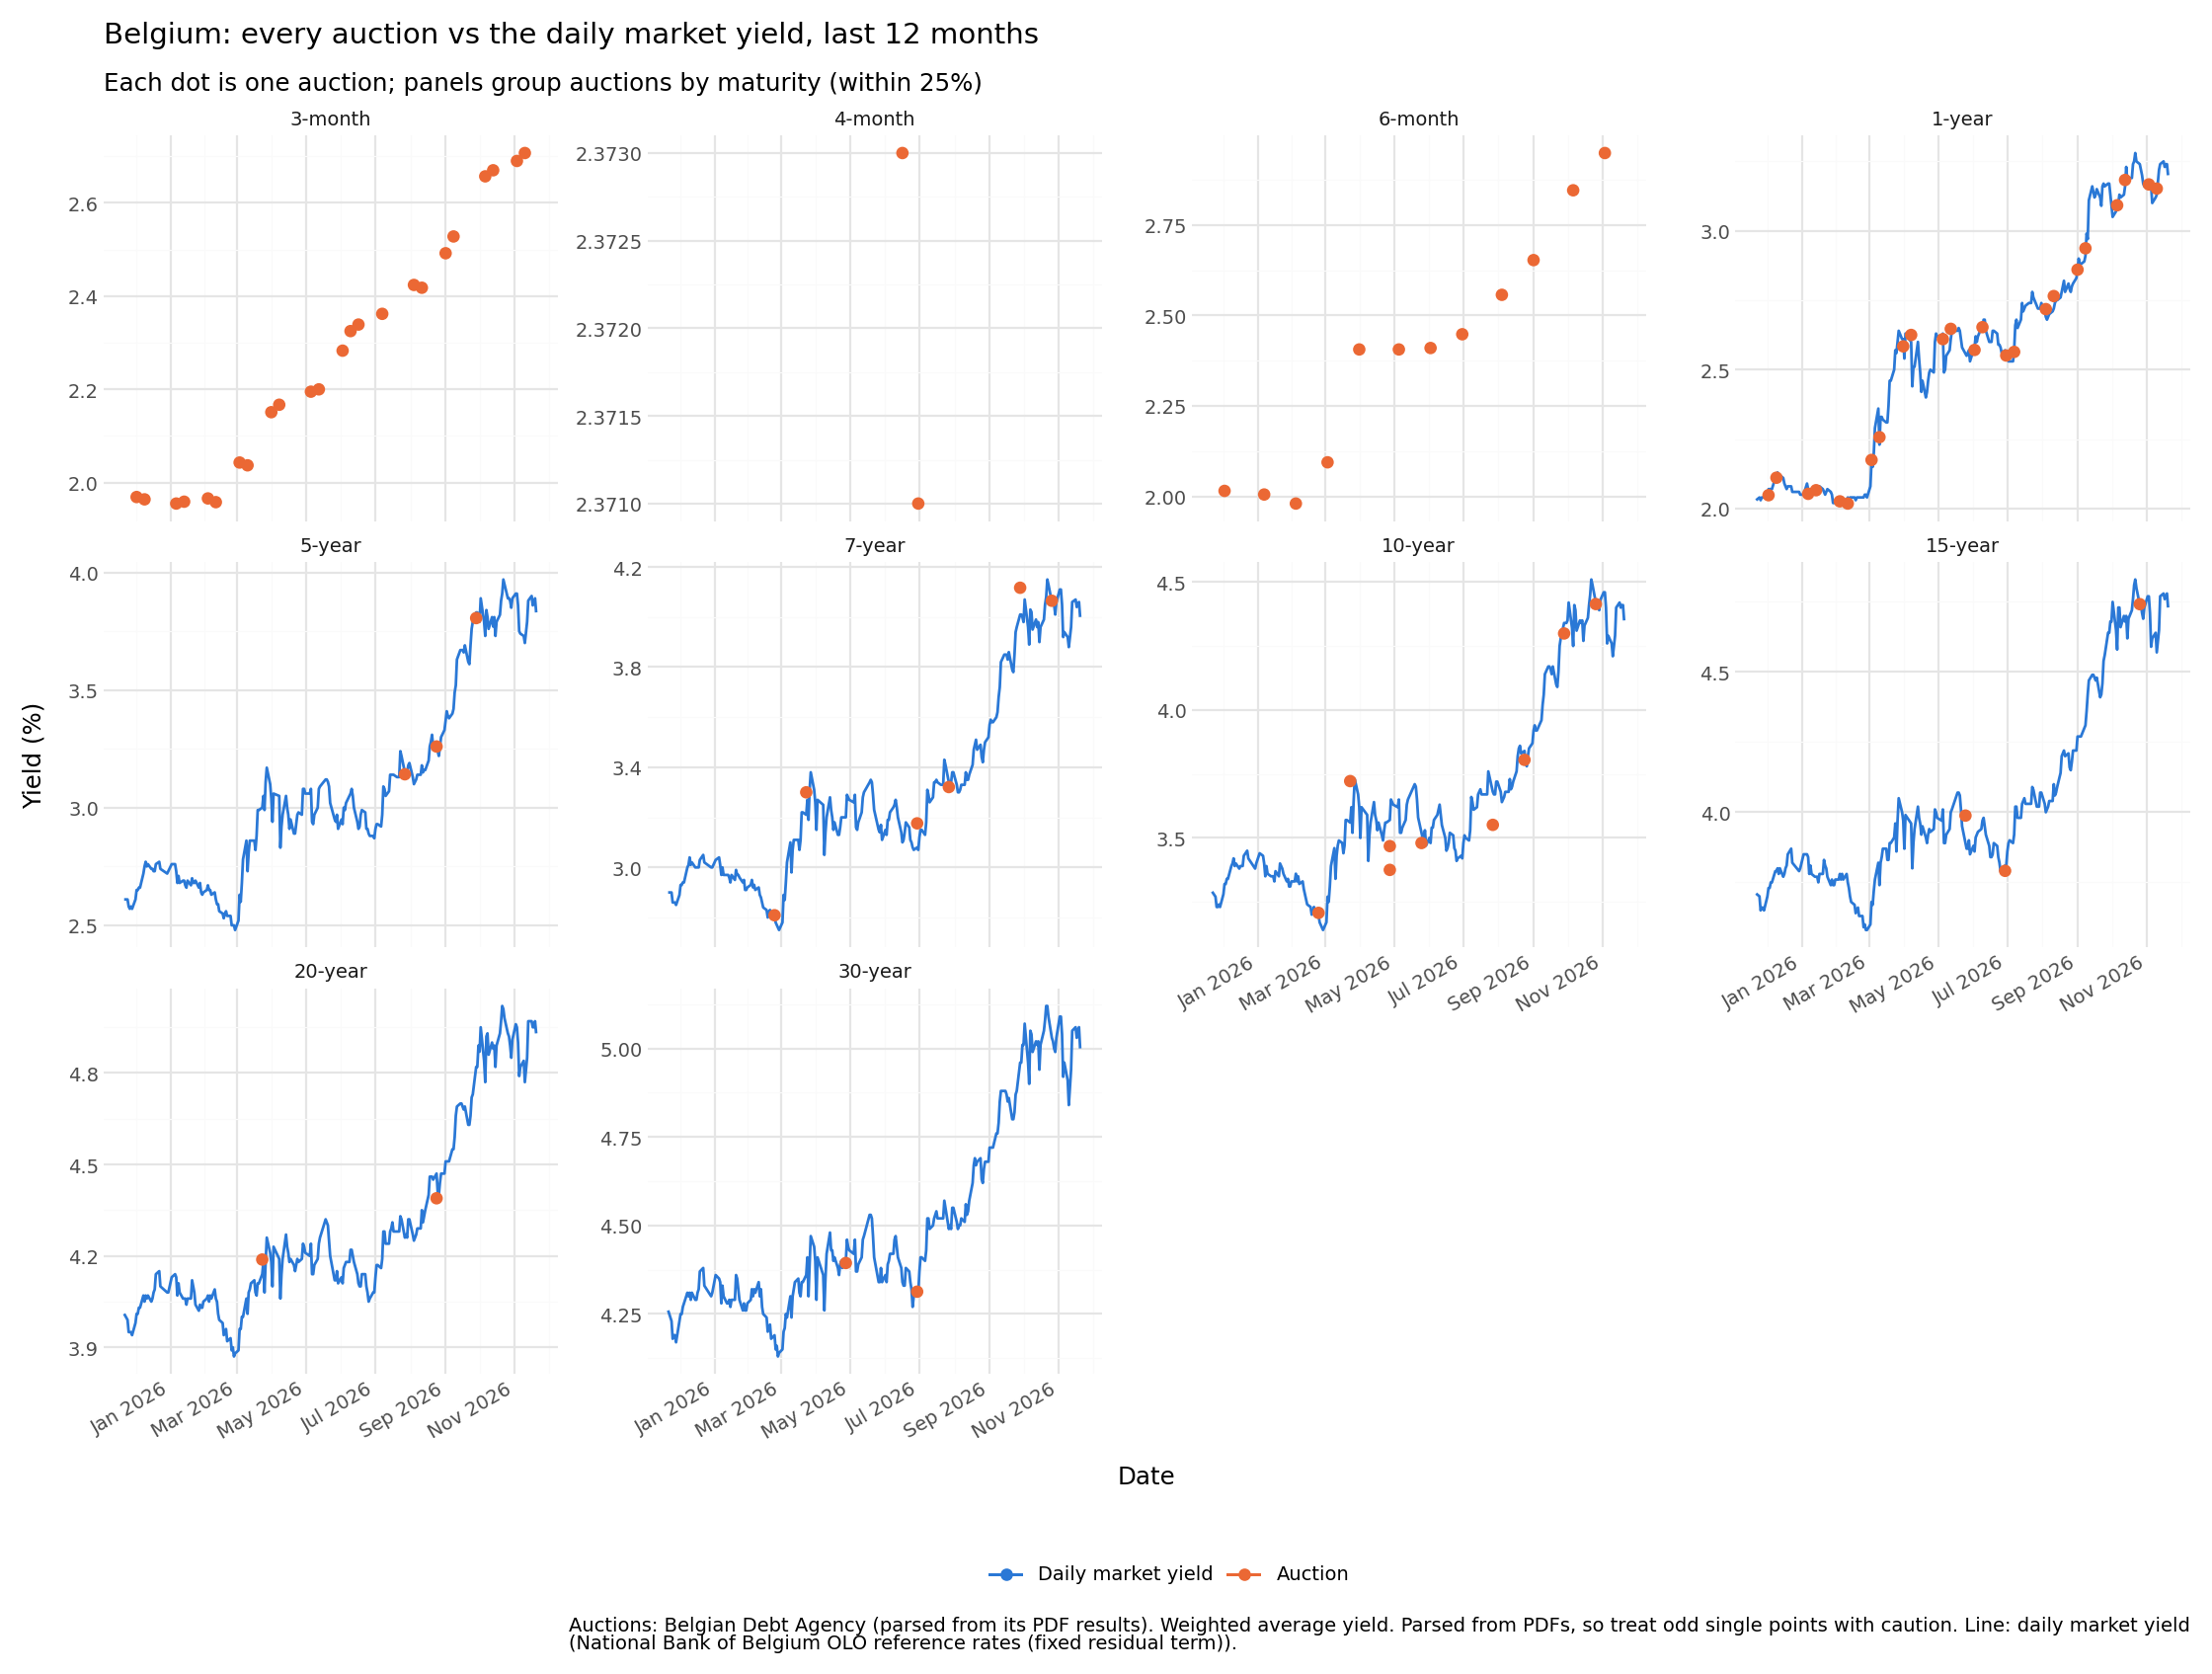 Belgium: every auction vs the daily market yield, last 12 months
Each dot is one auction; panels group auctions by maturity (within 25%)
3-month
4-month
6-month
1-year
2.6
2.4
2.2
2.0
2.3730
2.3725
2.3720
2.3715
2.3710
2.75
2.50
2.25
2.00
3.0
2.5
2.0
5-year
7-year
10-year
15-year
4.0
3.5
3.0
2.5
4.2
3.8
3.4
3.0
4.5
4.0
3.5
4.5
4.0
Jan 2026
Mar 2026
May 2026
Jul 2026
Sep 2026
Nov 2026
Jan 2026
Mar 2026
May 2026
Jul 2026
Sep 2026
Nov 2026
20-year
30-year
4.8
4.5
4.2
3.9
5.00
4.75
4.50
4.25
Jan 2026
Mar 2026
May 2026
Jul 2026
Sep 2026
Nov 2026
Jan 2026
Mar 2026
May 2026
Jul 2026
Sep 2026
Nov 2026
Yield (%)
Date
Daily market yield
Auction
Auctions: Belgian Debt Agency (parsed from its PDF results). Weighted average yield. Parsed from PDFs, so treat odd single points with caution. Line: daily market yield
(National Bank of Belgium OLO reference rates (fixed residual term)).